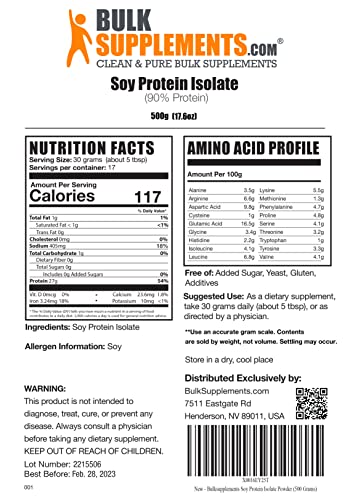 BULK
SUPPLEMENTS.COM®
CLEAN & PURE BULK SUPPLEMENTS
Soy Protein Isolate
(90% Protein)
500g (17.6oz)
NUTRITION FACTS
Serving Size: 30 grams (about 5 tbsp)
Servings per container: 17
Amount Per Serving
Calories 117
% Daily Value*
Total Fat 1g 1%
Saturated Fat < 1g <1%
Trans Fat 0g
Cholesterol 0mg 0%
Sodium 405mg 18%
Total Carbohydrate 1g 0%
Dietary Fiber 0g
Total Sugars 0g
Includes 0g Added Sugars 0%
Protein 27g 54%
Vit. D 0mcg 0% • Calcium 23.6mg 1.8%
Iron 3.24mg 18% • Potassium 10mg <1%
*The % Daily Value (DV) tells you how much a nutrient in a serving of food
contributes to a daily diet. 2,000 calories a day is used for general nutrition advice.
Ingredients: Soy Protein Isolate
Allergen Information: Soy
WARNING:
This product is not intended to
diagnose, treat, cure, or prevent any
disease. Always consult a physician
before taking any dietary supplement.
KEEP OUT OF REACH OF CHILDREN.
Lot Number: 2215506
Best Before: Feb. 28, 2023
001
AMINO ACID PROFILE
Amount Per 100g
Alanine 3.5g Lysine 5.5g
Arginine 6.6g Methionine 1.3g
Aspartic Acid 9.8g Phenylalanine 4.7g
Cysteine 1g Proline 4.8g
Glutamic Acid 16.5g Serine 4.1g
Glycine 3.4g Threonine 3.2g
Histidine 2.2g Tryptophan 1g
Isoleucine 4.1g Tyrosine 3.3g
Leucine 6.8g Valine 4.1g
Free of: Added Sugar, Yeast, Gluten,
Additives
Suggested Use: As a dietary supplement,
take 30 grams daily (about 5 tbsp), or as
directed by a physician.
**Use an accurate gram scale. Contents
are sold by weight, not volume. Settling may occur.
Store in a dry, cool place
Distributed Exclusively by:
BulkSupplements.com
7511 Eastgate Rd
Henderson, NV 89011, USA
New - Bulksupplements Soy Protein Isolate Powder (500 Grams)